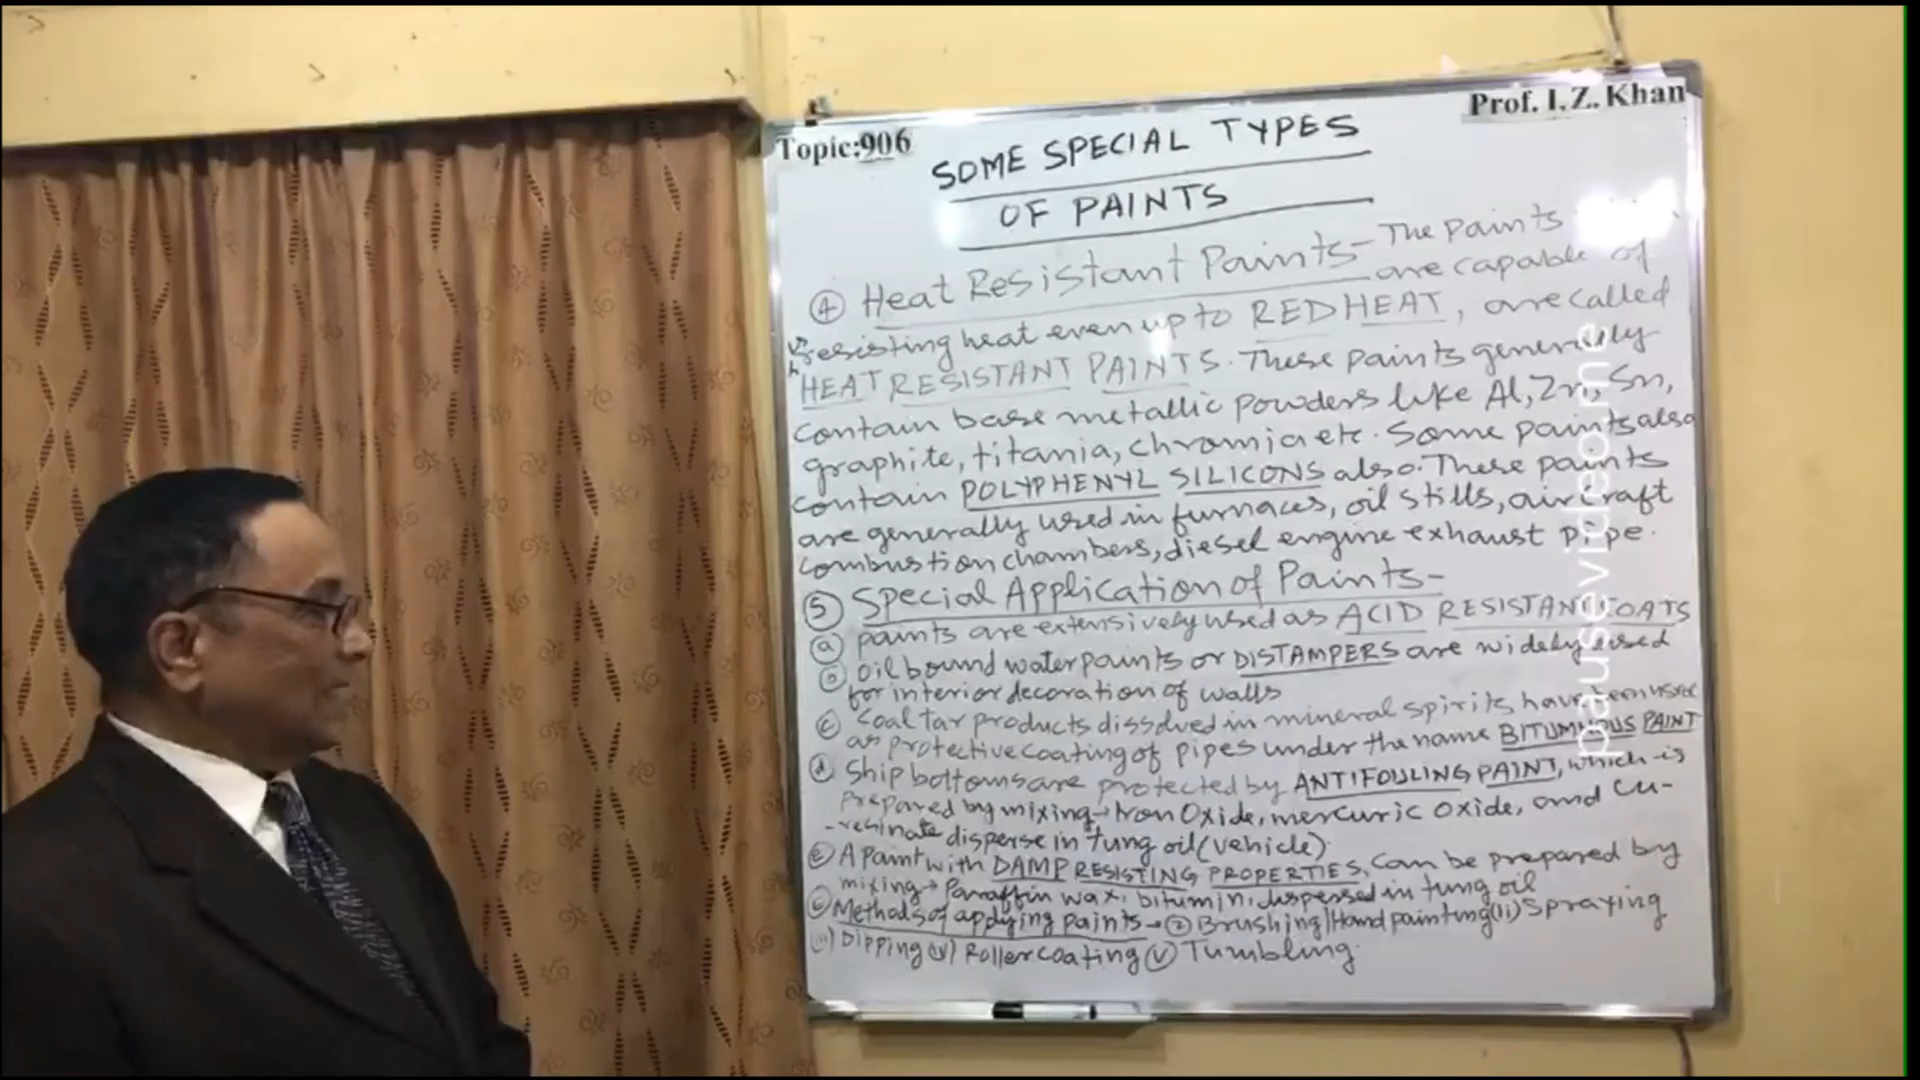 Topic:906
Prof. I. Z. Khan
SOME SPECIAL TYPES
OF PAINTS
④ Heat Resistant Paints - The paints
are capable of
resisting heat even up to RED HEAT, are called
HEAT RESISTANT PAINTS. These paints generally
contain base metallic powders like Al, Zn, Sn,
graphite, titania, chromia etc. Some paints also
contain POLYPHENYL SILICONS also. These paints
are generally used in furnaces, oil stills, aircraft
combustion chambers, diesel engine exhaust pipe.
⑤ Special Application of Paints -
ⓐ paints are extensively used as ACID RESISTANT COATS
oil bound water paints or DISTAMPERS are widely used
for interior decoration of walls
ⓒ Coaltar products dissolved in mineral spirits have been used
as protective coating of pipes under the name BITUMINOUS PAINT
ⓓ Ship bottoms are protected by ANTIFOULING PAINT, which is
prepared by mixing → Iron Oxide, mercuric oxide, and Cu-
-resinate disperse in tung oil (vehicle).
ⓔ A Paint with DAMP RESISTING PROPERTIES, can be prepared by
mixing → Paraffin wax, bitumin, dispersed in tung oil
Methods of applying paints → Brushing/Hand painting (ii) Spraying
Dipping iv) Roller coating ⓥ Tumbling.
pausevideo.me